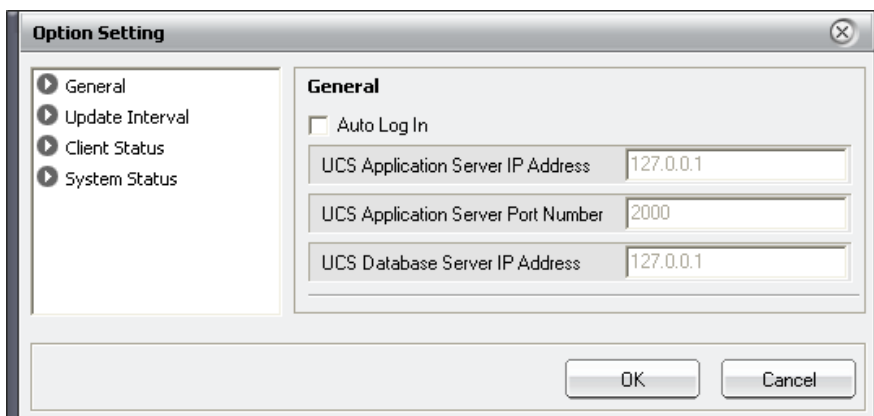 Option Setting
General
Update Interval
Client Status
System Status
General
Auto Log In
UCS Application Server IP Address
127.0.0.1
UCS Application Server Port Number
2000
UCS Database Server IP Address
127.0.0.1
OK
Cancel